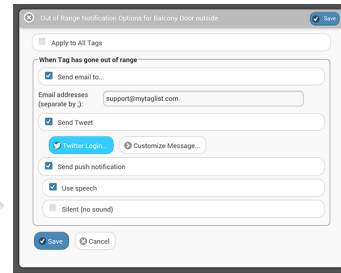 Out of Range Notification Options for Balcony Door outside
Save
Apply to All Tags
When Tag has gone out of range
Send email to...
Email addresses
(separate by ;):
support@mytaglist.com
Send Tweet
Twitter Login...
Customize Message...
Send push notification
Use speech
Silent (no sound)
Save
Cancel